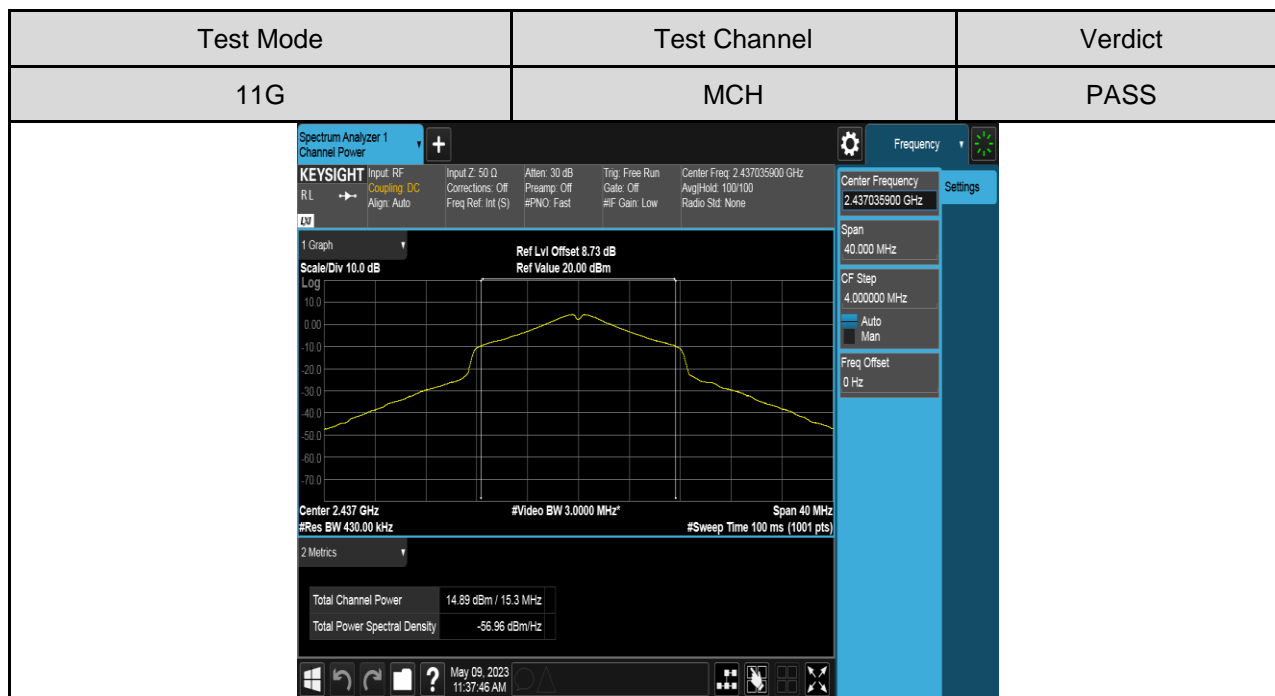 Test Mode Test Channel Verdict
11G MCH PASS
Spectrum Analyzer 1
Channel Power
+
Frequency
KEYSIGHT Input: RF Input Z: 50 Ω Atten: 30 dB Trig: Free Run Center Freq: 2.437035900 GHz
RL Coupling: DC Corrections: Off Preamp: Off Gate: Off Avg|Hold: 100/100
Align: Auto Freq Ref: Int (S) #PNO: Fast #IF Gain: Low Radio Std: None
LXI
Center Frequency
2.437035900 GHz
Settings
Span
40.000 MHz
CF Step
4.000000 MHz
Auto
Man
Freq Offset
0 Hz
1 Graph
Ref Lvl Offset 8.73 dB
Scale/Div 10.0 dB Ref Value 20.00 dBm
Log
10.0
0.00
-10.0
-20.0
-30.0
-40.0
-50.0
-60.0
-70.0
Center 2.437 GHz #Video BW 3.0000 MHz* Span 40 MHz
#Res BW 430.00 kHz #Sweep Time 100 ms (1001 pts)
2 Metrics
Total Channel Power 14.89 dBm / 15.3 MHz
Total Power Spectral Density -56.96 dBm/Hz
? May 09, 2023
11:37:46 AM